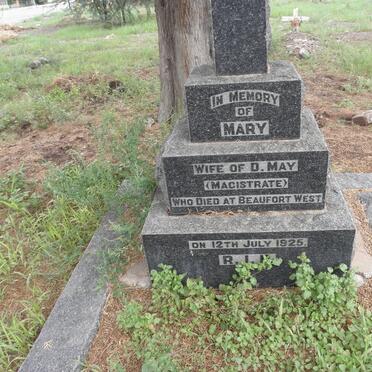 IN MEMORY
OF
MARY
WIFE OF D. MAY
(MAGISTRATE)
WHO DIED AT BEAUFORT WEST
ON 12TH JULY 1925.
R.I.P.